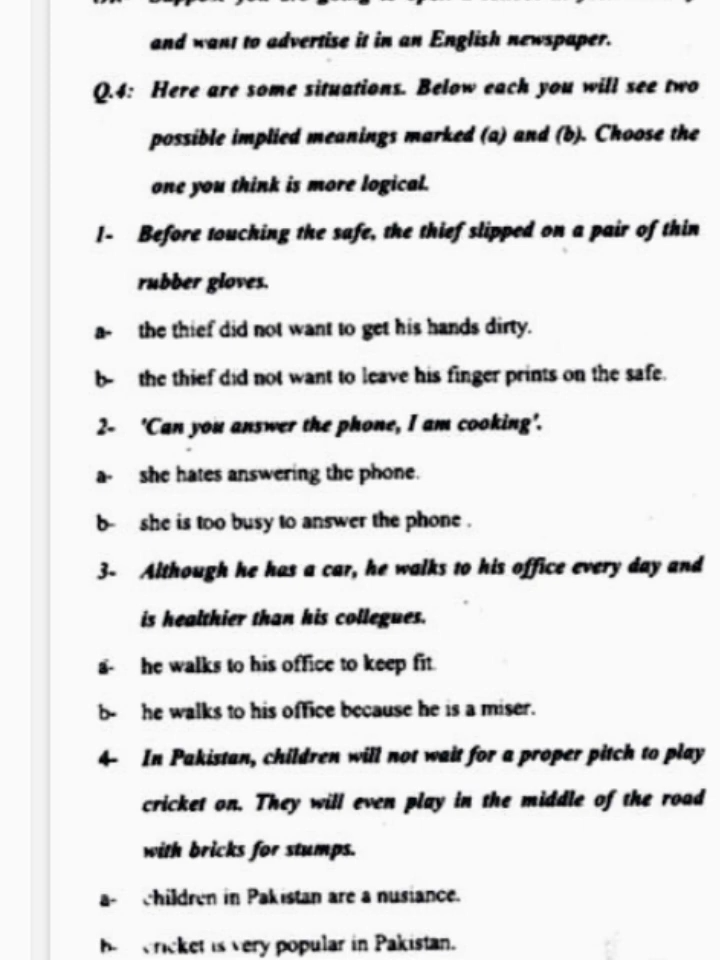 and want to advertise it in an English newspaper.
Q.4: Here are some situations. Below each you will see two
possible implied meanings marked (a) and (b). Choose the
one you think is more logical.
1- Before touching the safe, the thief slipped on a pair of thin
rubber gloves.
a- the thief did not want to get his hands dirty.
b- the thief did not want to leave his finger prints on the safe.
2- 'Can you answer the phone, I am cooking'.
a- she hates answering the phone.
b- she is too busy to answer the phone .
3- Although he has a car, he walks to his office every day and
is healthier than his collegues.
a- he walks to his office to keep fit
b- he walks to his office because he is a miser.
4- In Pakistan, children will not wait for a proper pitch to play
cricket on. They will even play in the middle of the road
with bricks for stumps.
a- children in Pakistan are a nusiance.
b- cricket is very popular in Pakistan.